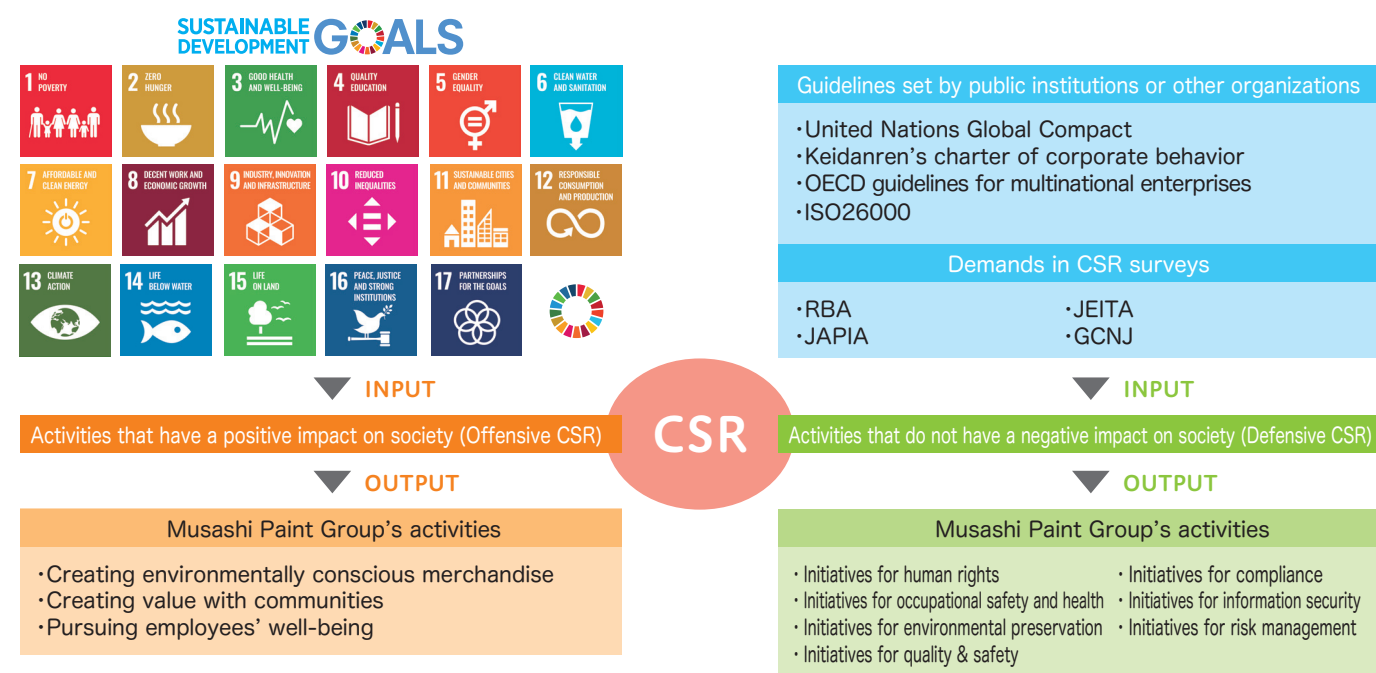 SUSTAINABLE
DEVELOPMENT GOALS
1 NO
POVERTY
2 ZERO
HUNGER
3 GOOD HEALTH
AND WELL-BEING
4 QUALITY
EDUCATION
5 GENDER
EQUALITY
6 CLEAN WATER
AND SANITATION
7 AFFORDABLE AND
CLEAN ENERGY
8 DECENT WORK AND
ECONOMIC GROWTH
9 INDUSTRY, INNOVATION
AND INFRASTRUCTURE
10 REDUCED
INEQUALITIES
11 SUSTAINABLE CITIES
AND COMMUNITIES
12 RESPONSIBLE
CONSUMPTION
AND PRODUCTION
13 CLIMATE
ACTION
14 LIFE
BELOW WATER
15 LIFE
ON LAND
16 PEACE, JUSTICE
AND STRONG
INSTITUTIONS
17 PARTNERSHIPS
FOR THE GOALS
INPUT
Activities that have a positive impact on society (Offensive CSR)
OUTPUT
Musashi Paint Group's activities
・Creating environmentally conscious merchandise
・Creating value with communities
・Pursuing employees' well-being
CSR
Guidelines set by public institutions or other organizations
・United Nations Global Compact
・Keidanren's charter of corporate behavior
・OECD guidelines for multinational enterprises
・ISO26000
Demands in CSR surveys
・RBA
・JAPIA
・JEITA
・GCNJ
INPUT
Activities that do not have a negative impact on society (Defensive CSR)
OUTPUT
Musashi Paint Group's activities
・Initiatives for human rights
・Initiatives for occupational safety and health
・Initiatives for environmental preservation
・Initiatives for quality & safety
・Initiatives for compliance
・Initiatives for information security
・Initiatives for risk management